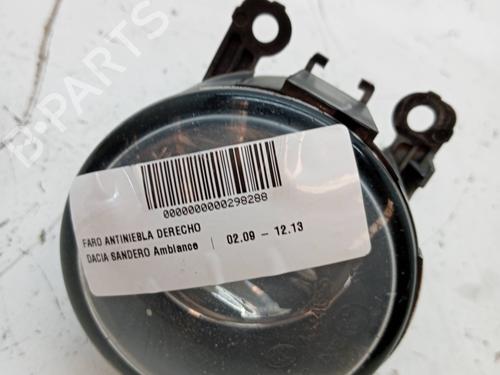 B-PARTS
0000000000298288
FARO ANTINIEBLA DERECHO
DACIA SANDERO Ambiance | 02.09 - 12.13